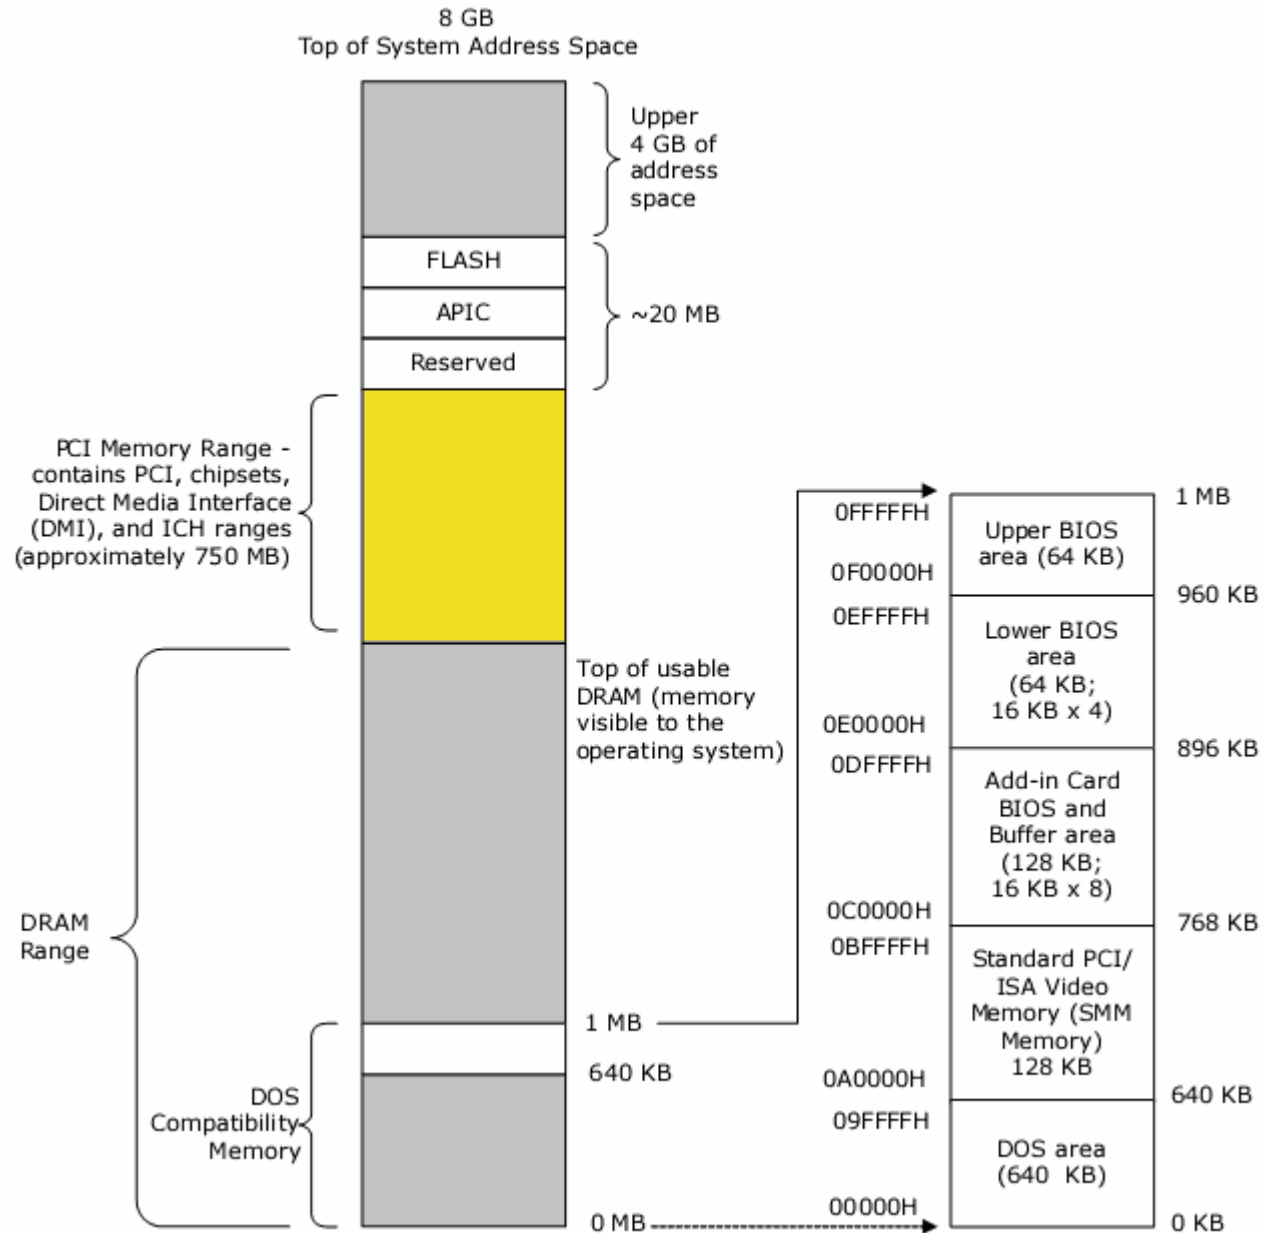 8 GB
Top of System Address Space
Upper
4 GB of
address
space
FLASH
APIC
Reserved
~20 MB
PCI Memory Range -
contains PCI, chipsets,
Direct Media Interface
(DMI), and ICH ranges
(approximately 750 MB)
Top of usable
DRAM (memory
visible to the
operating system)
DRAM
Range
1 MB
640 KB
DOS
Compatibility
Memory
0 MB
0FFFFFH
0F0000H
0EFFFFH
0E0000H
0DFFFFH
0C0000H
0BFFFFH
0A0000H
09FFFFH
00000H
Upper BIOS
area (64 KB)
Lower BIOS
area
(64 KB;
16 KB x 4)
Add-in Card
BIOS and
Buffer area
(128 KB;
16 KB x 8)
Standard PCI/
ISA Video
Memory (SMM
Memory)
128 KB
DOS area
(640 KB)
1 MB
960 KB
896 KB
768 KB
640 KB
0 KB